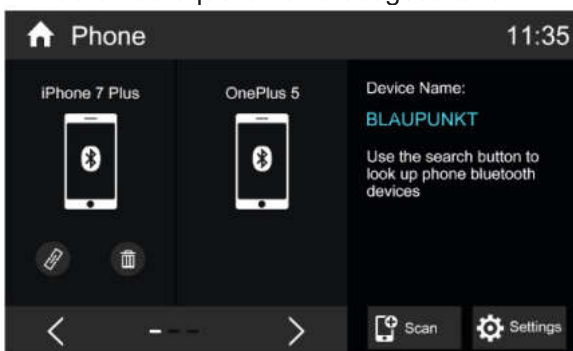 Phone
11:35
iPhone 7 Plus
OnePlus 5
Device Name:
BLAUPUNKT
Use the search button to
look up phone bluetooth
devices
Scan
Settings